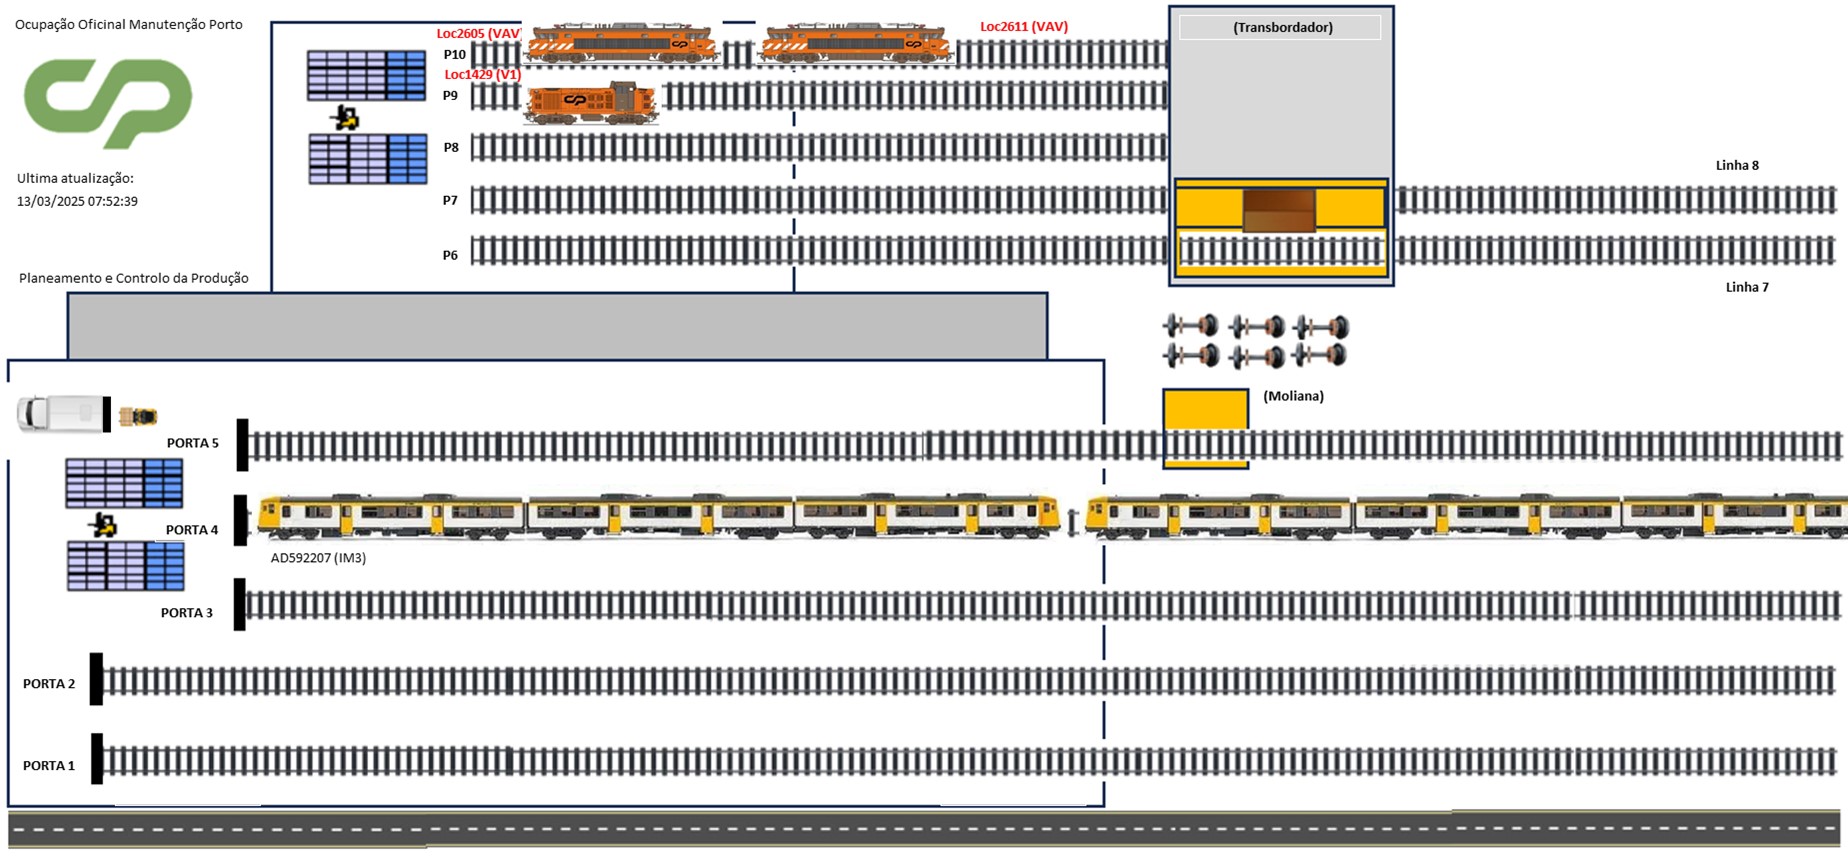 Ocupação Oficinal Manutenção Porto
Loc2605 (VAV)
Loc2611 (VAV)
(Transbordador)
P10
Loc1429 (V1)
P9
P8
Linha 8
Ultima atualização:
13/03/2025 07:52:39
P7
P6
Planeamento e Controlo da Produção
Linha 7
(Moliana)
PORTA 5
PORTA 4
AD592207 (IM3)
PORTA 3
PORTA 2
PORTA 1